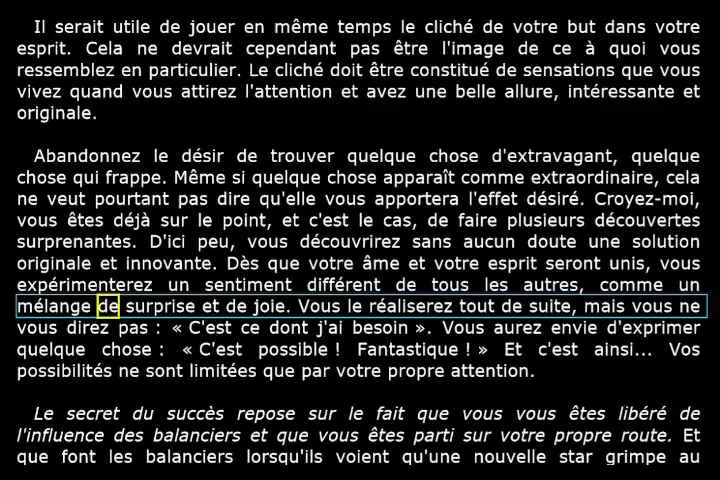 Il serait utile de jouer en même temps le cliché de votre but dans votre
esprit. Cela ne devrait cependant pas être l'image de ce à quoi vous
ressemblez en particulier. Le cliché doit être constitué de sensations que vous
vivez quand vous attirez l'attention et avez une belle allure, intéressante et
originale.
Abandonnez le désir de trouver quelque chose d'extravagant, quelque
chose qui frappe. Même si quelque chose apparaît comme extraordinaire, cela
ne veut pourtant pas dire qu'elle vous apportera l'effet désiré. Croyez-moi,
vous êtes déjà sur le point, et c'est le cas, de faire plusieurs découvertes
surprenantes. D'ici peu, vous découvrirez sans aucun doute une solution
originale et innovante. Dès que votre âme et votre esprit seront unis, vous
expérimenterez un sentiment différent de tous les autres, comme un
mélange de surprise et de joie. Vous le réaliserez tout de suite, mais vous ne
vous direz pas : « C'est ce dont j'ai besoin ». Vous aurez envie d'exprimer
quelque chose : « C'est possible ! Fantastique ! » Et c'est ainsi... Vos
possibilités ne sont limitées que par votre propre attention.
Le secret du succès repose sur le fait que vous vous êtes libéré de
l'influence des balanciers et que vous êtes parti sur votre propre route. Et
que font les balanciers lorsqu'ils voient qu'une nouvelle star grimpe au